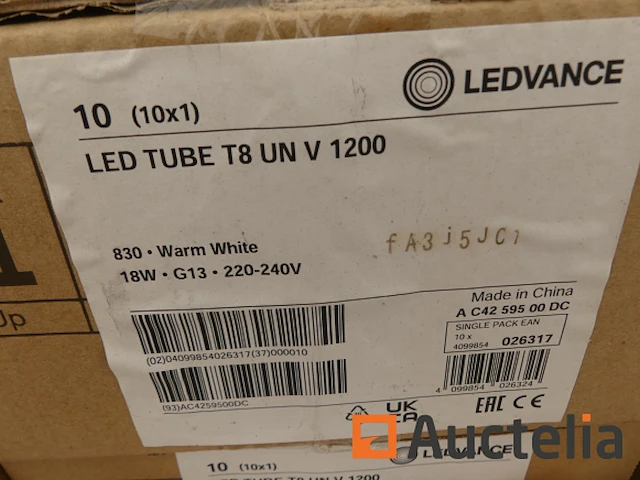 LEDVANCE
10 (10x1)
LED TUBE T8 UN V 1200
830 • Warm White
18W • G13 • 220-240V
fA3j5JC1
Made in China
A C42 595 00 DC
SINGLE PACK EAN
10 x
4099854 026317
(02)04099854026317(37)000010
4 099854 026324
(93)AC4259500DC
UK
CA
EAC CE
Up
Auctelia
LEDVANCE
10 (10x1)
LED TUBE T8 UN V 1200